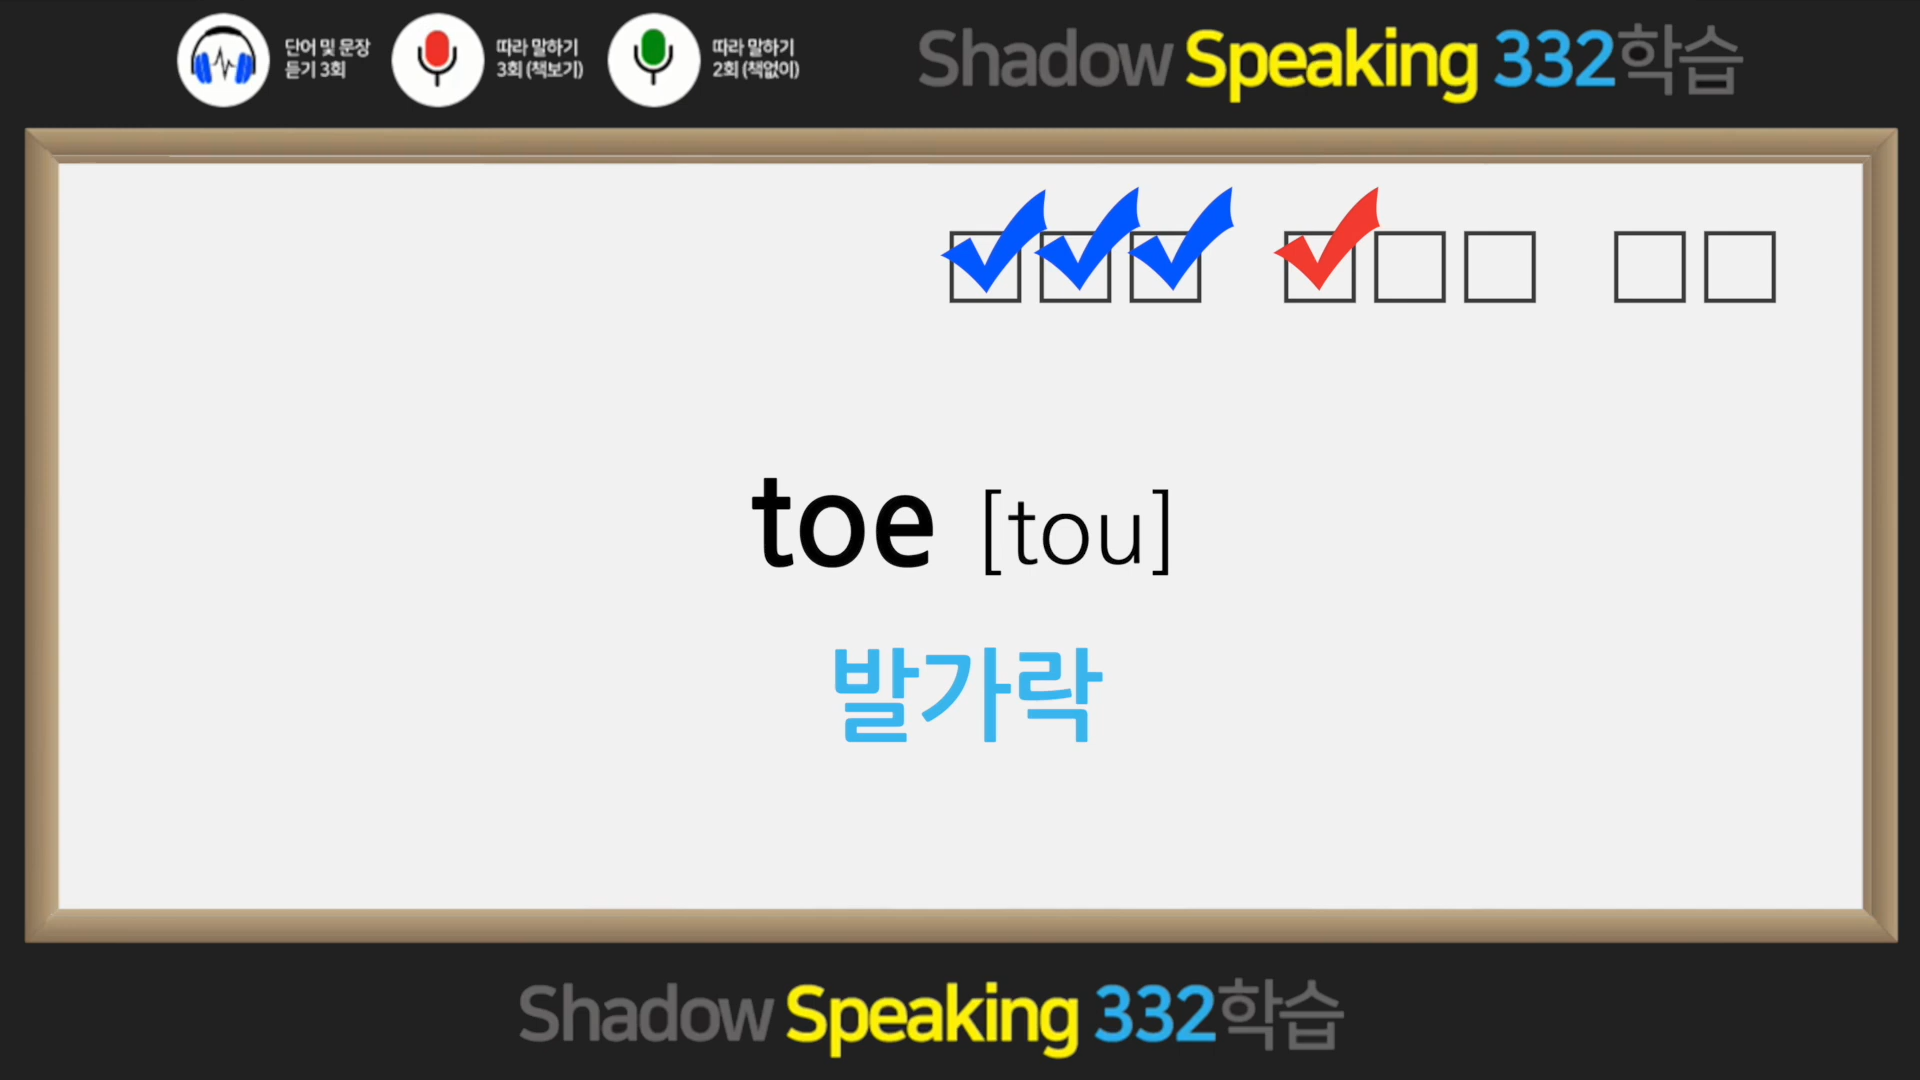 단어 및 문장
듣기 3회
따라 말하기
3회 (책보기)
따라 말하기
2회 (책없이)
Shadow Speaking 332학습
toe [tou]
발가락
Shadow Speaking 332학습